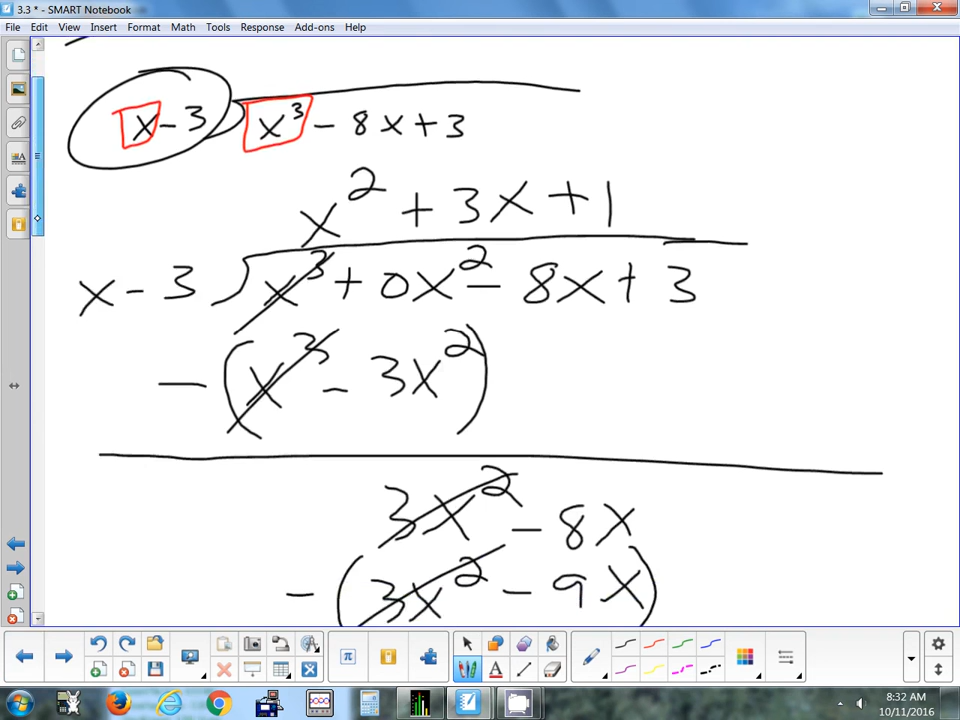 3.3 * - SMART Notebook
File Edit View Insert Format Math Tools Response Add-ons Help
x - 3 ) x³ - 8x + 3
x² + 3x + 1
x - 3 ) x³ + 0x² - 8x + 3
- (x³ - 3x²)
3x² - 8x
- (3x² - 9x)
8:32 AM
10/11/2016